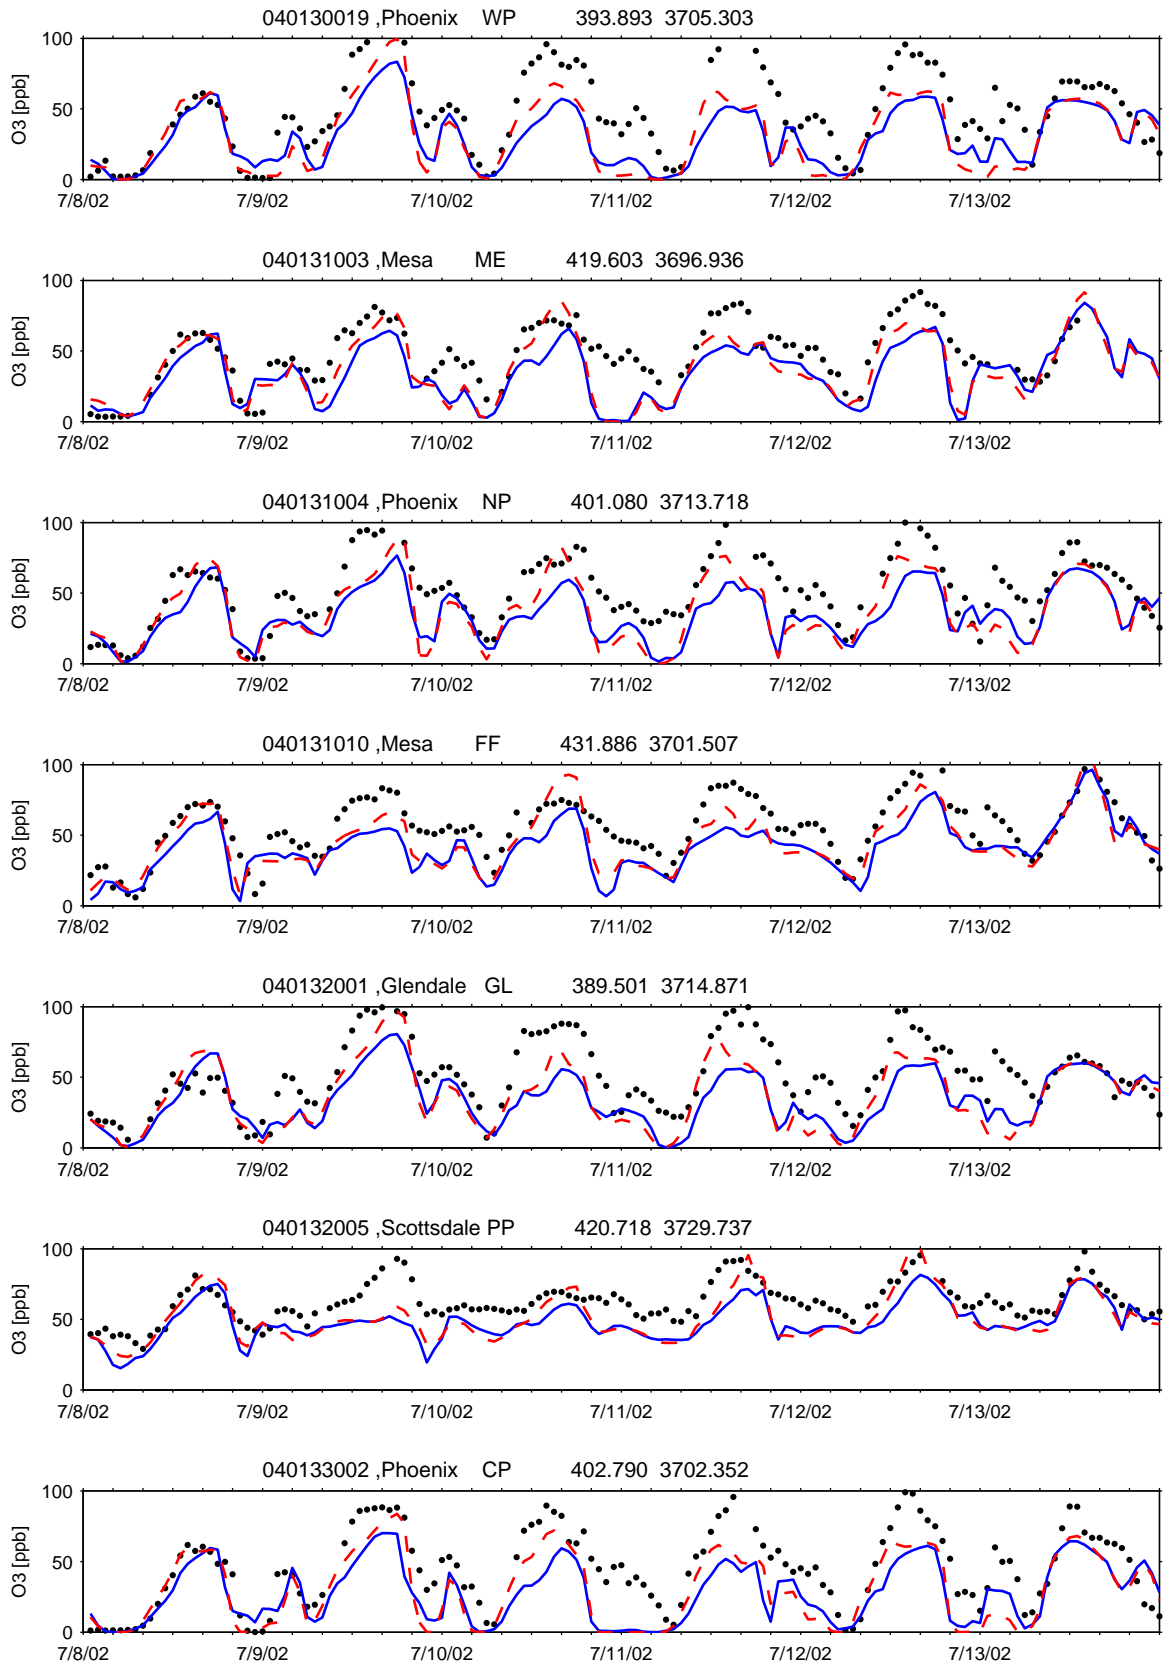 040130019 ,Phoenix WP 393.893 3705.303
100
50
0
O3 [ppb]
7/8/02 7/9/02 7/10/02 7/11/02 7/12/02 7/13/02
040131003 ,Mesa ME 419.603 3696.936
100
50
0
O3 [ppb]
7/8/02 7/9/02 7/10/02 7/11/02 7/12/02 7/13/02
040131004 ,Phoenix NP 401.080 3713.718
100
50
0
O3 [ppb]
7/8/02 7/9/02 7/10/02 7/11/02 7/12/02 7/13/02
040131010 ,Mesa FF 431.886 3701.507
100
50
0
O3 [ppb]
7/8/02 7/9/02 7/10/02 7/11/02 7/12/02 7/13/02
040132001 ,Glendale GL 389.501 3714.871
100
50
0
O3 [ppb]
7/8/02 7/9/02 7/10/02 7/11/02 7/12/02 7/13/02
040132005 ,Scottsdale PP 420.718 3729.737
100
50
0
O3 [ppb]
7/8/02 7/9/02 7/10/02 7/11/02 7/12/02 7/13/02
040133002 ,Phoenix CP 402.790 3702.352
100
50
0
O3 [ppb]
7/8/02 7/9/02 7/10/02 7/11/02 7/12/02 7/13/02